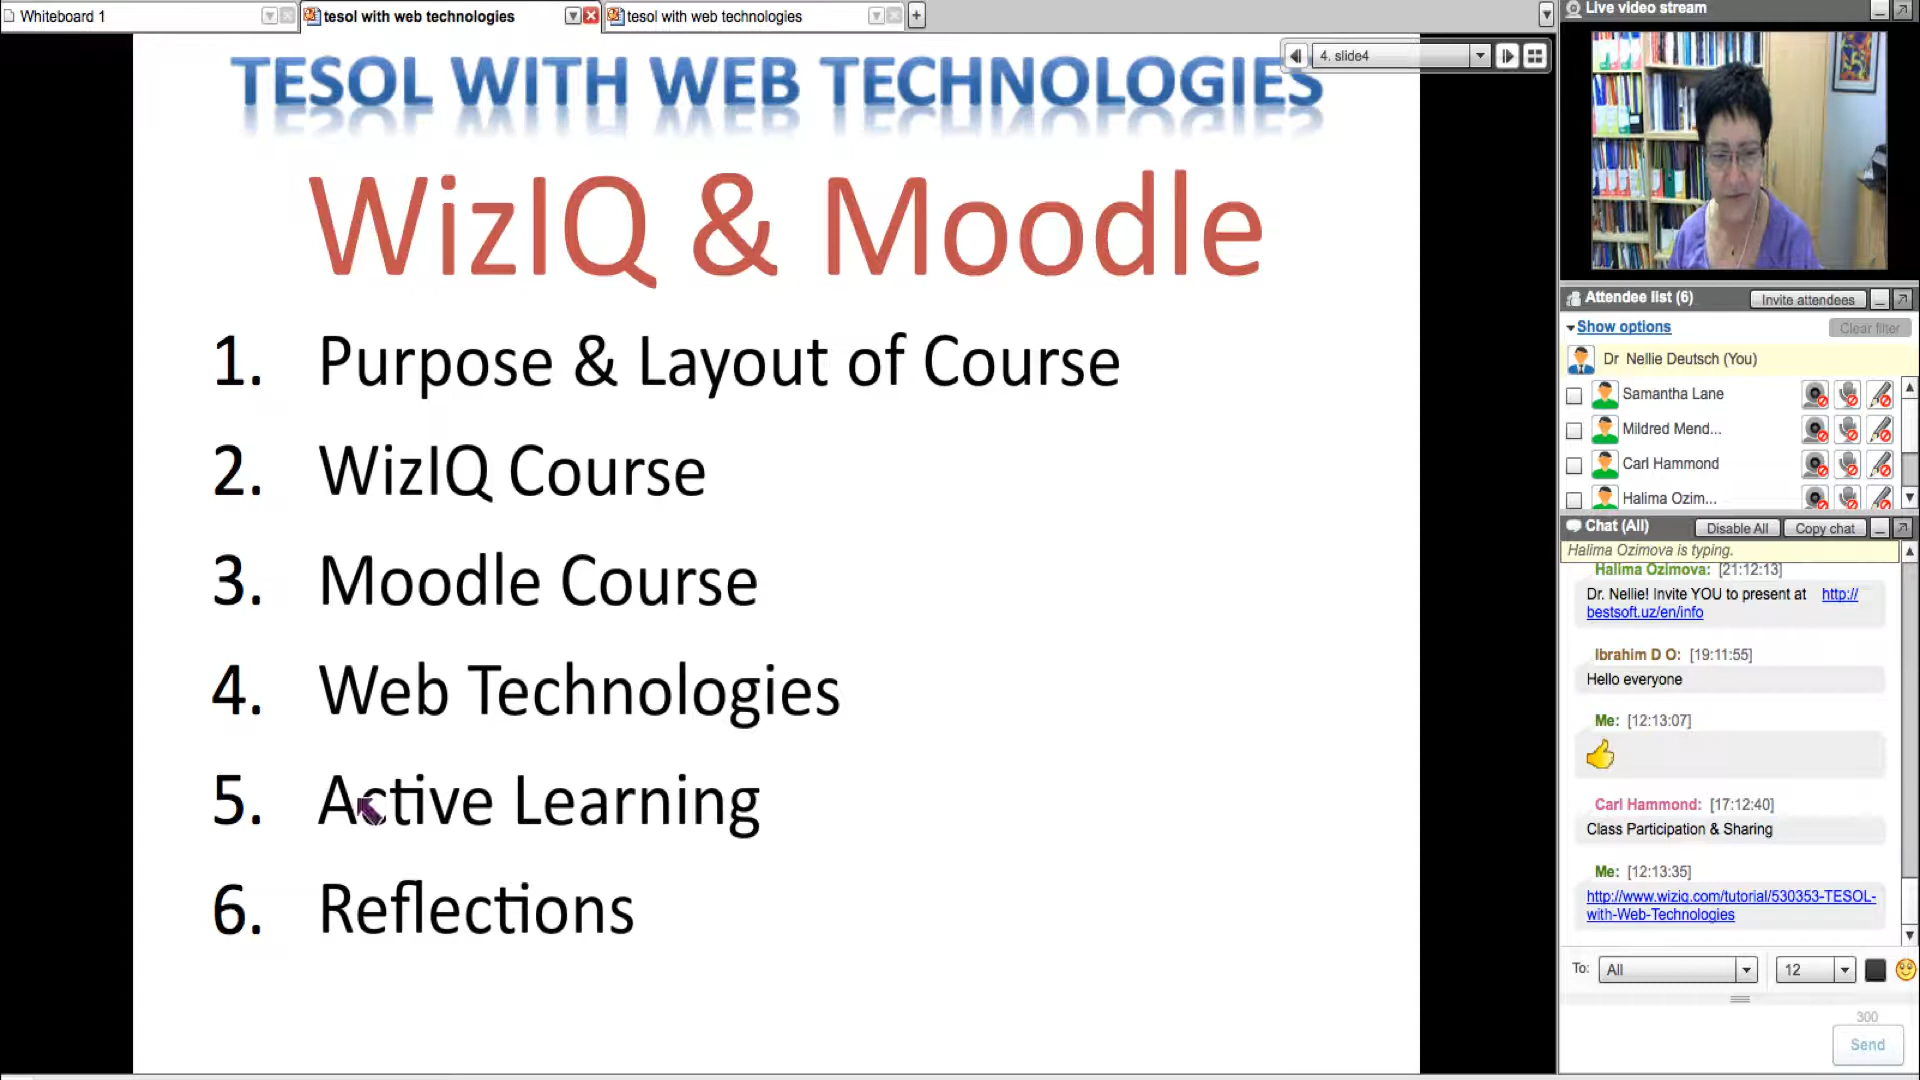 Whiteboard 1
tesol with web technologies
tesol with web technologies
+
4. slide4
TESOL WITH WEB TECHNOLOGIES
WizIQ & Moodle
1. Purpose & Layout of Course
2. WizIQ Course
3. Moodle Course
4. Web Technologies
5. Active Learning
6. Reflections
Live video stream
Attendee list (6)
Invite attendees
Show options
Clear filter
Dr Nellie Deutsch (You)
Samantha Lane
Mildred Mend...
Carl Hammond
Halima Ozim...
Chat (All)
Disable All
Copy chat
Halima Ozimova is typing.
Halima Ozimova: [21:12:13]
Dr. Nellie! Invite YOU to present at http://
bestsoft.uz/en/info
Ibrahim D O: [19:11:55]
Hello everyone
Me: [12:13:07]
Carl Hammond: [17:12:40]
Class Participation & Sharing
Me: [12:13:35]
http://www.wiziq.com/tutorial/530353-TESOL-
with-Web-Technologies
To: All 12
300
Send